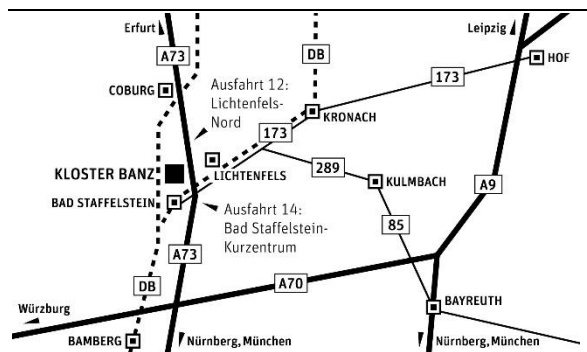 Erfurt
Leipzig
A73
DB
HOF
COBURG
Ausfahrt 12:
Lichtenfels-
Nord
173
KRONACH
173
KLOSTER BANZ
LICHTENFELS
289
KULMBACH
A9
BAD STAFFELSTEIN
Ausfahrt 14:
Bad Staffelstein-
Kurzentrum
85
A73
DB
A70
Würzburg
BAYREUTH
BAMBERG
Nürnberg, München
Nürnberg, München